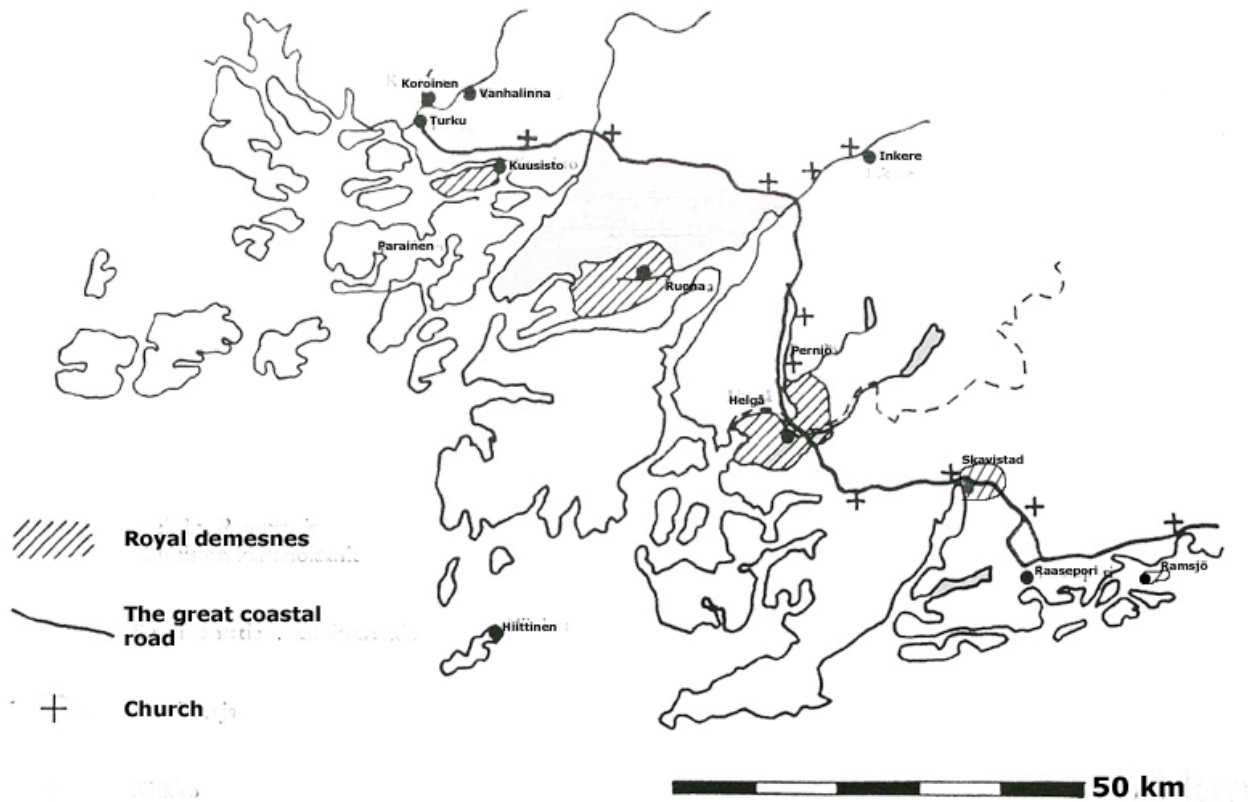 Koroinen
Vanhalinna
Turku
Inkere
Kuusisto
Parainen
Ruona
Pernjö
Helgå
Skavistad
Raasepori
Ramsjö
Hiittinen
Royal demesnes
The great coastal
road
Church
50 km